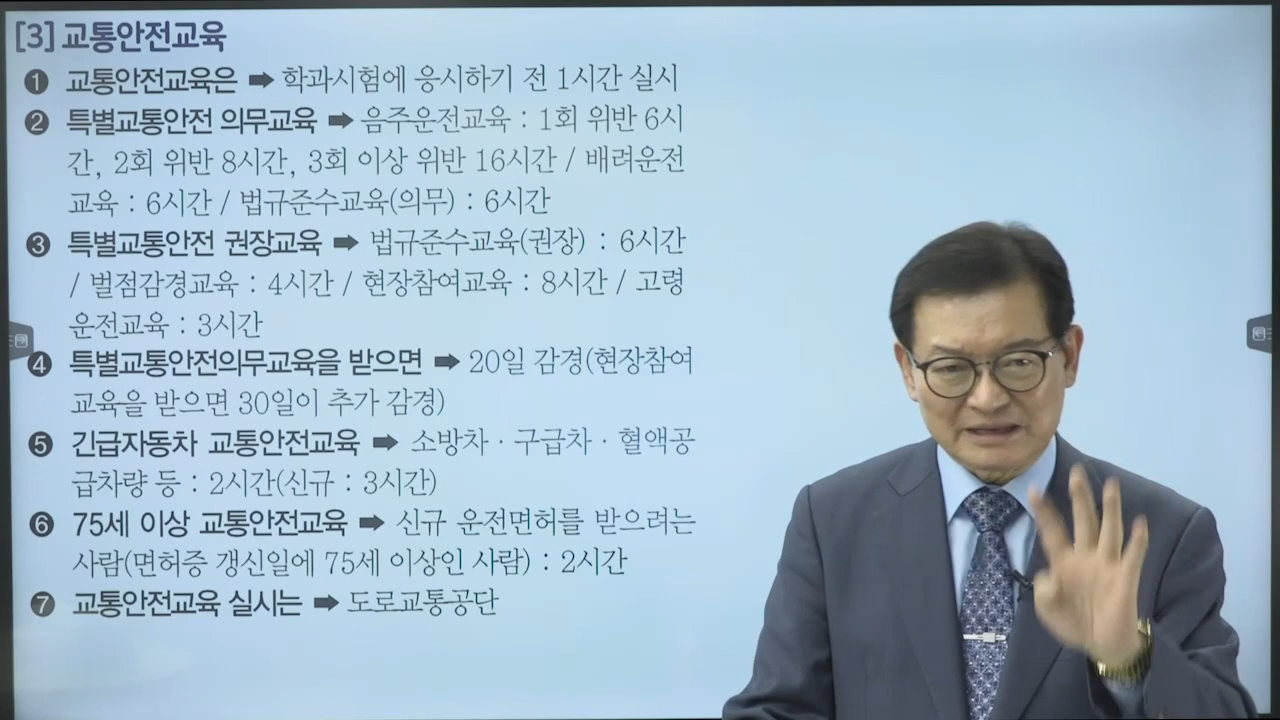 [3] 교통안전교육
❶ 교통안전교육은 ➡ 학과시험에 응시하기 전 1시간 실시
❷ 특별교통안전 의무교육 ➡ 음주운전교육 : 1회 위반 6시
간, 2회 위반 8시간, 3회 이상 위반 16시간 / 배려운전
교육 : 6시간 / 법규준수교육(의무) : 6시간
❸ 특별교통안전 권장교육 ➡ 법규준수교육(권장) : 6시간
/ 벌점감경교육 : 4시간 / 현장참여교육 : 8시간 / 고령
운전교육 : 3시간
❹ 특별교통안전의무교육을 받으면 ➡ 20일 감경(현장참여
교육을 받으면 30일이 추가 감경)
❺ 긴급자동차 교통안전교육 ➡ 소방차 · 구급차 · 혈액공
급차량 등 : 2시간(신규 : 3시간)
❻ 75세 이상 교통안전교육 ➡ 신규 운전면허를 받으려는
사람(면허증 갱신일에 75세 이상인 사람) : 2시간
❼ 교통안전교육 실시는 ➡ 도로교통공단